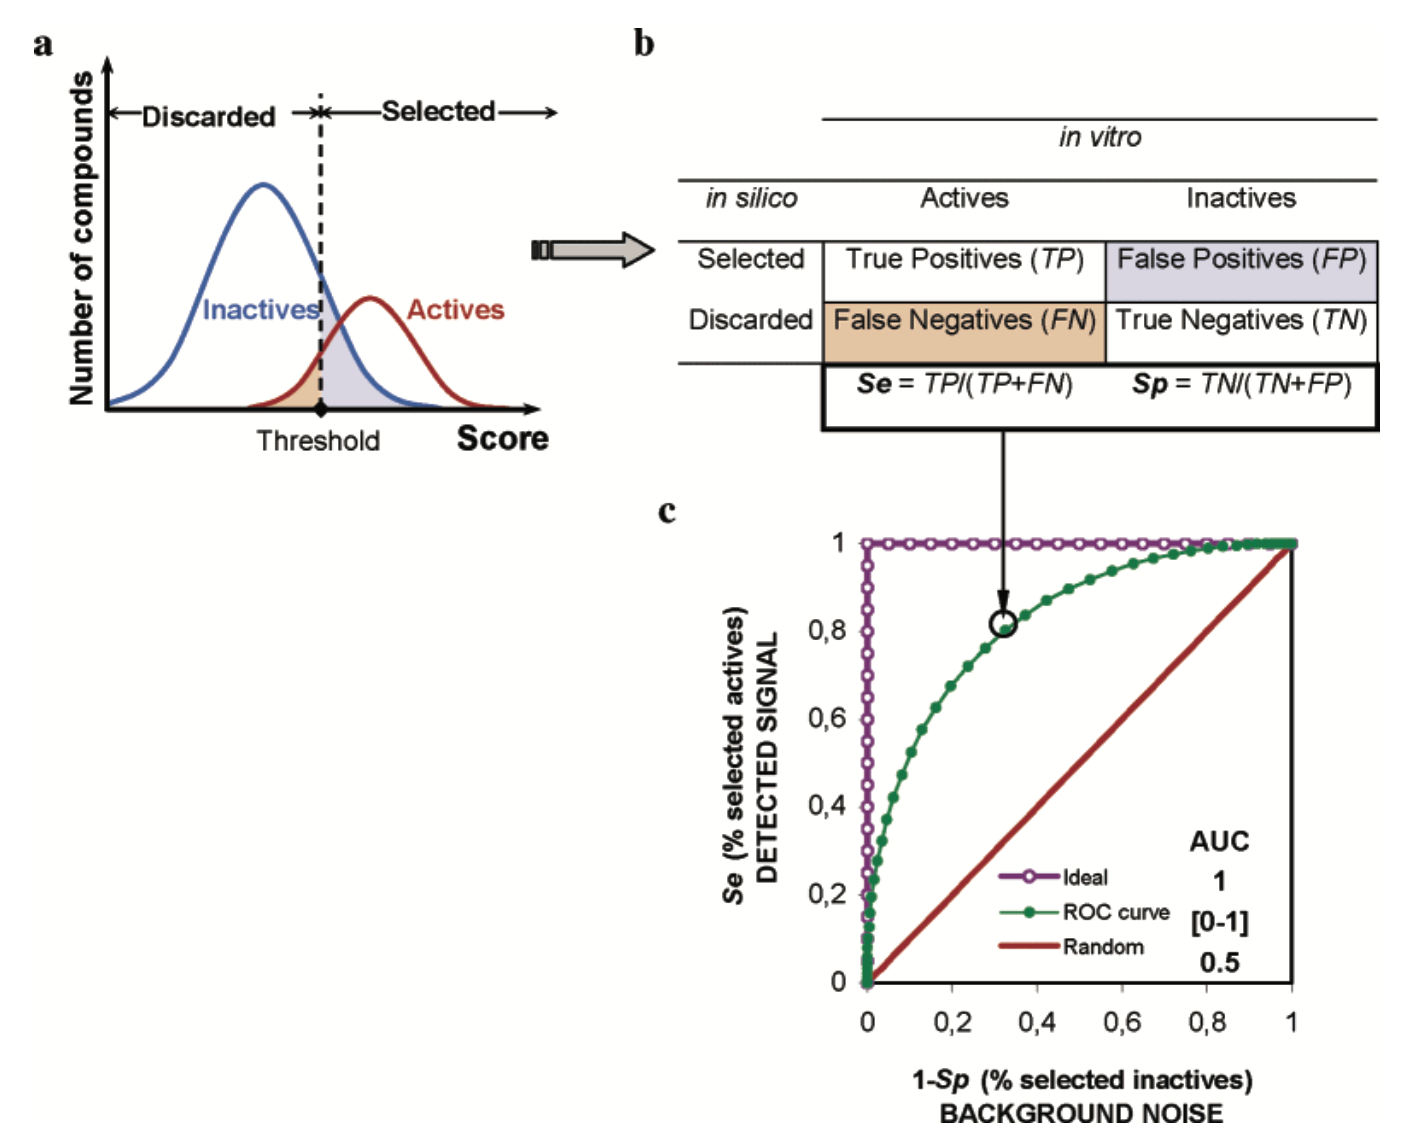 a
Number of compounds
Discarded
Selected
Inactives
Actives
Threshold
Score
b
in vitro
in silico
Actives
Inactives
Selected
True Positives (TP)
False Positives (FP)
Discarded
False Negatives (FN)
True Negatives (TN)
Se = TP/(TP+FN)
Sp = TN/(TN+FP)
c
Se (% selected actives)
DETECTED SIGNAL
1
0,8
0,6
0,4
0,2
0
AUC
Ideal
1
ROC curve
[0-1]
Random
0.5
0
0,2
0,4
0,6
0,8
1
1-Sp (% selected inactives)
BACKGROUND NOISE